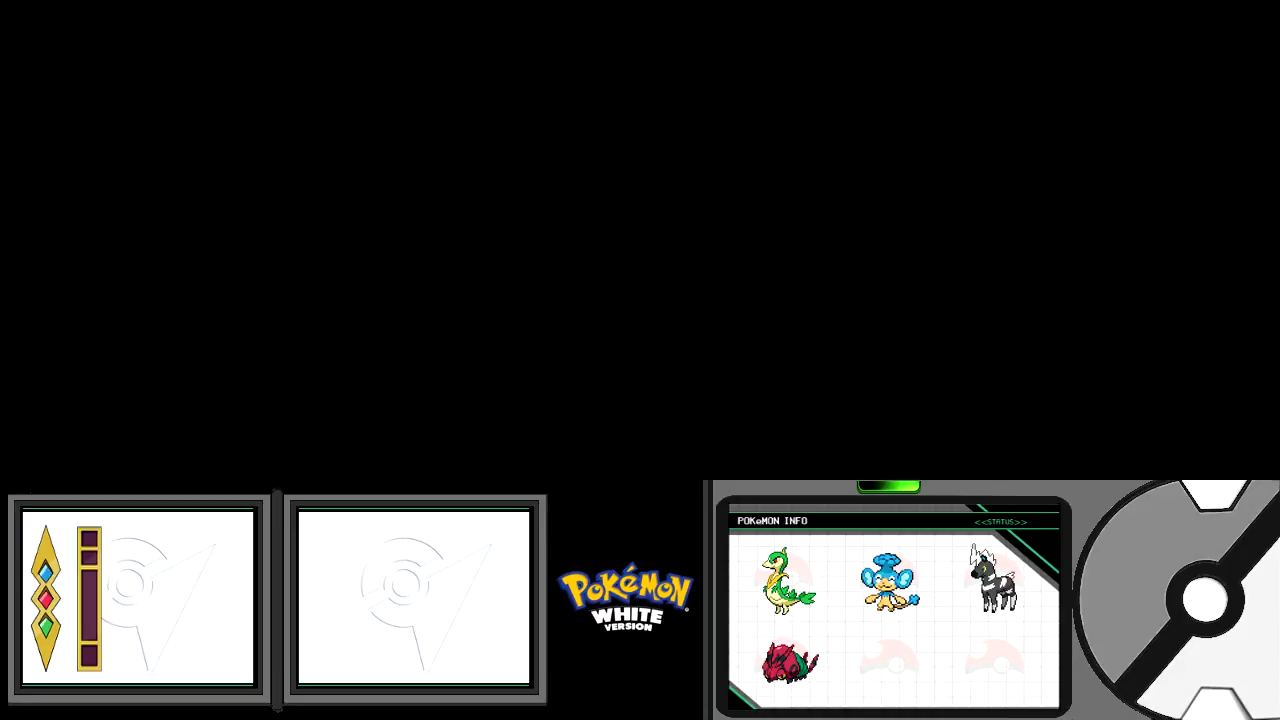 POKéMON INFO
<<STATUS>>
POKéMON
WHITE
VERSION